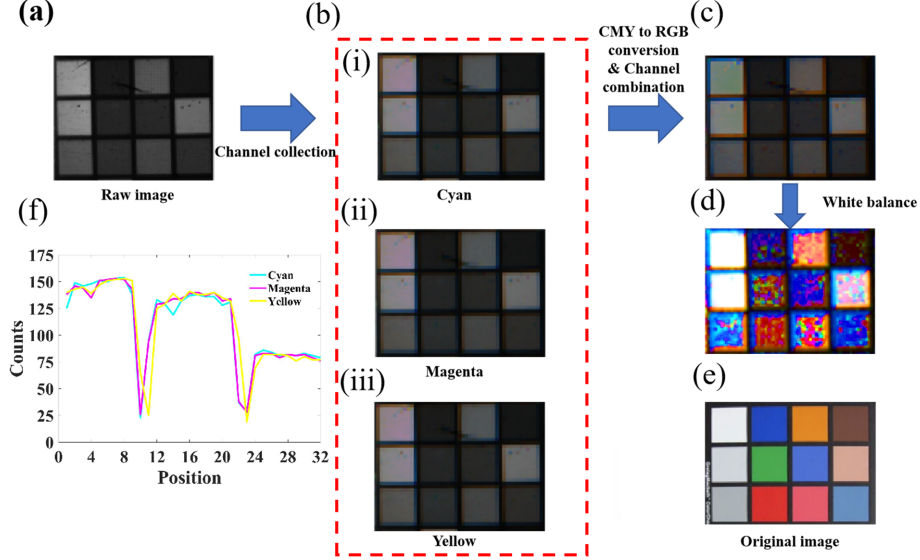 (a)
Raw image
Channel collection
(b)
(i)
Cyan
(ii)
Magenta
(iii)
Yellow
CMY to RGB
conversion
& Channel
combination
(c)
White balance
(d)
(e)
Original image
(f)
Counts
175
150
125
100
75
50
25
0
Cyan
Magenta
Yellow
0 4 8 12 16 20 24 28 32
Position